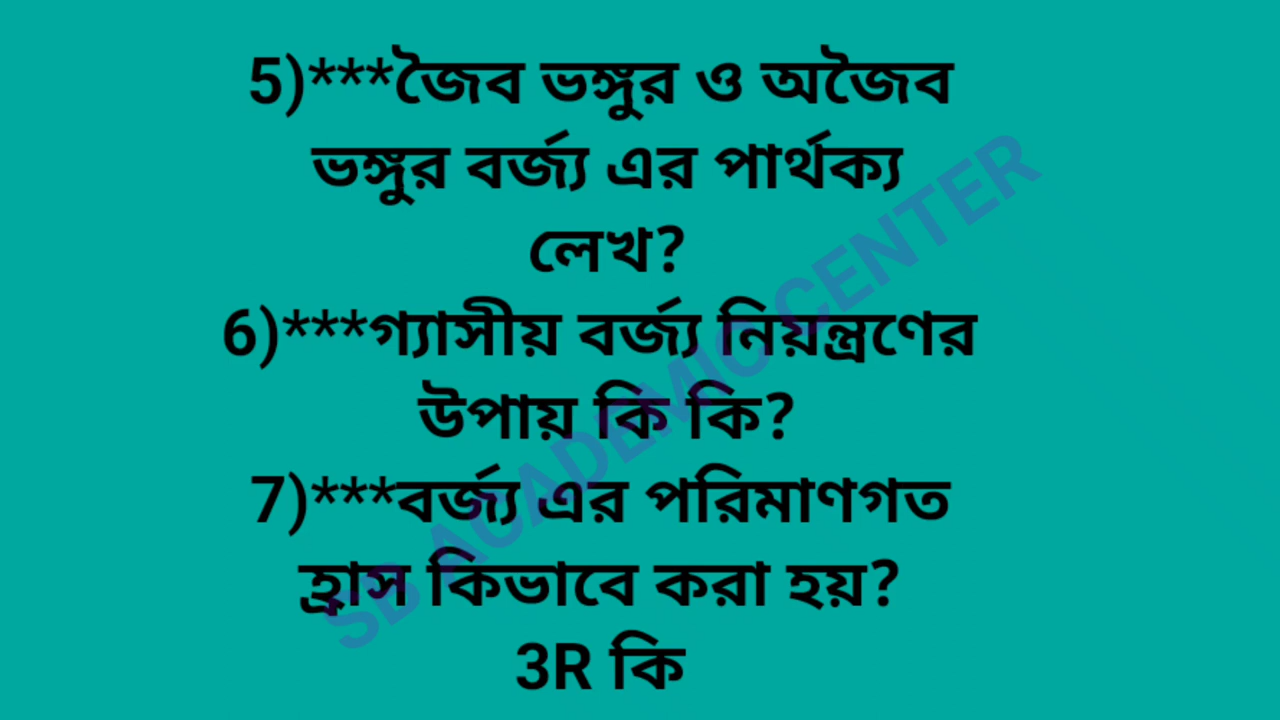 5)***জৈব ভঙ্গুর ও অজৈব
ভঙ্গুর বর্জ্য এর পার্থক্য
লেখ?
6)***গ্যাসীয় বর্জ্য নিয়ন্ত্রণের
উপায় কি কি?
7)***বর্জ্য এর পরিমাণগত
হ্রাস কিভাবে করা হয়?
3R কি
SB ACADEMIC CENTER